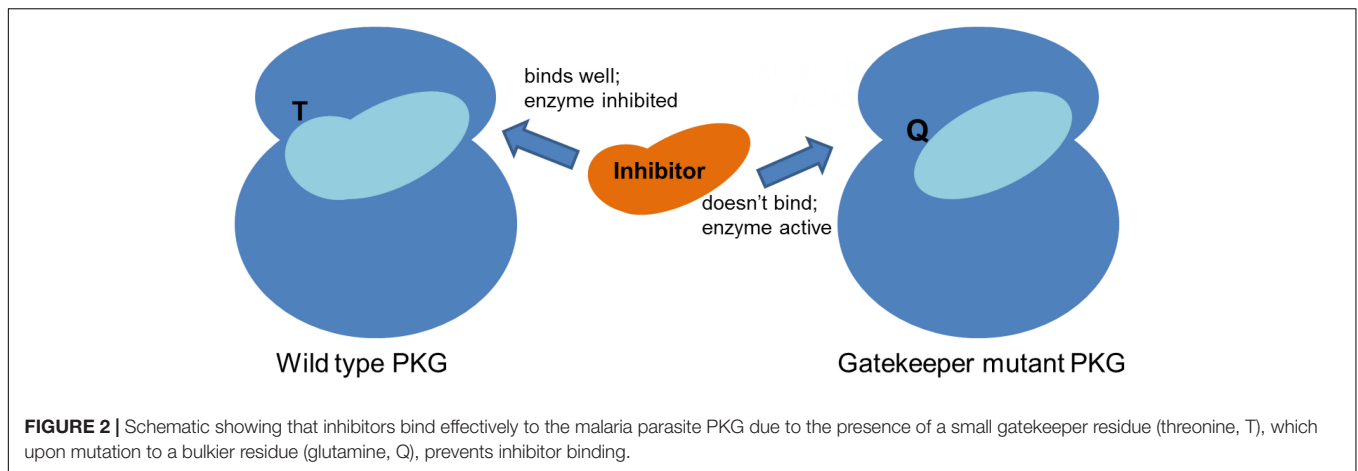 T
binds well;
enzyme inhibited
Inhibitor
doesn't bind;
enzyme active
Q
Wild type PKG
Gatekeeper mutant PKG
FIGURE 2 | Schematic showing that inhibitors bind effectively to the malaria parasite PKG due to the presence of a small gatekeeper residue (threonine, T), which
upon mutation to a bulkier residue (glutamine, Q), prevents inhibitor binding.